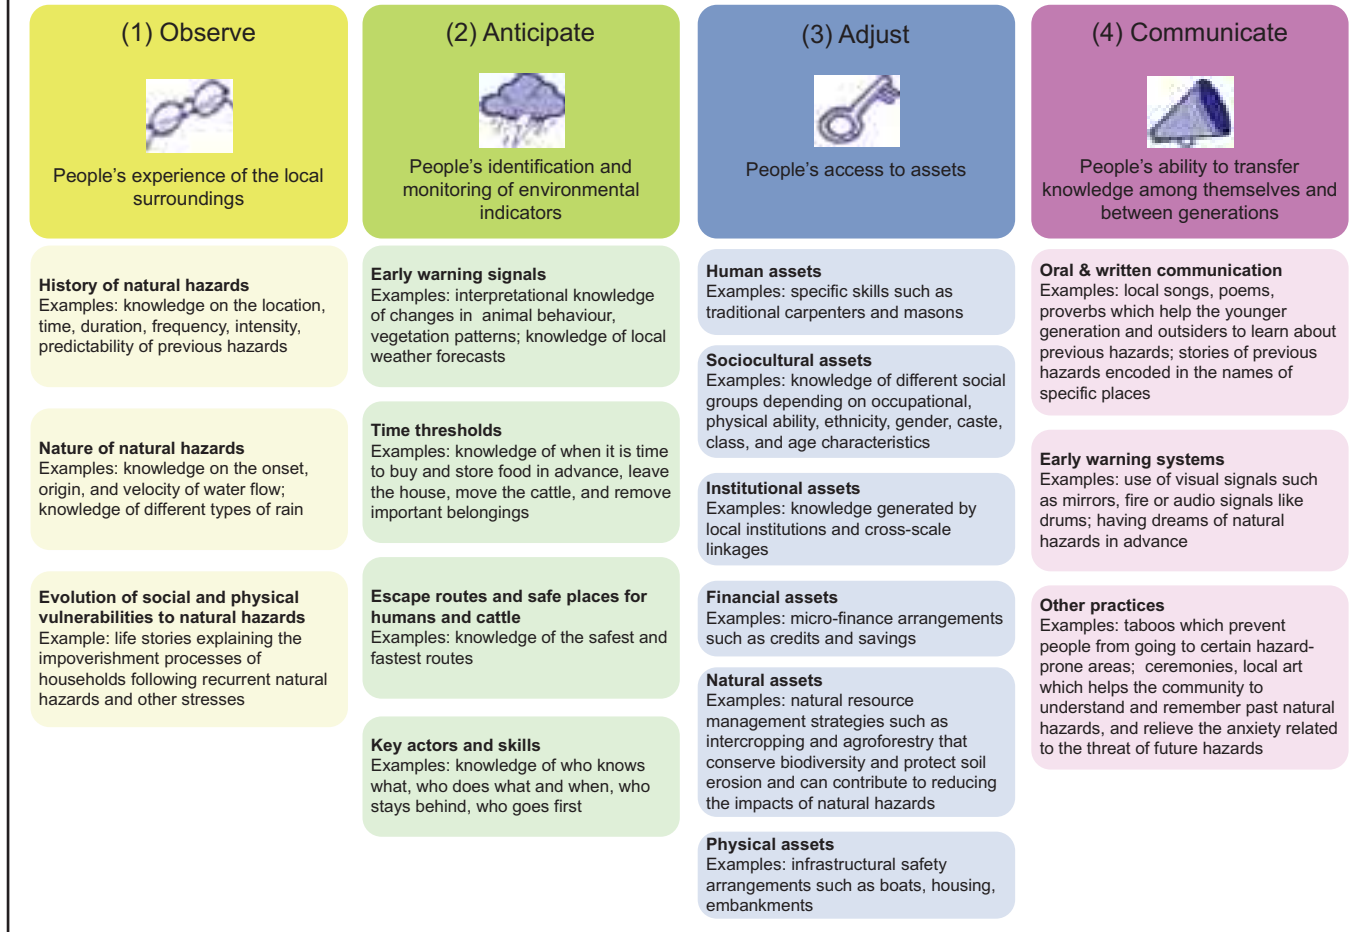 (1) Observe
People’s experience of the local
surroundings
History of natural hazards
Examples: knowledge on the location,
time, duration, frequency, intensity,
predictability of previous hazards
Nature of natural hazards
Examples: knowledge on the onset,
origin, and velocity of water flow;
knowledge of different types of rain
Evolution of social and physical
vulnerabilities to natural hazards
Example: life stories explaining the
impoverishment processes of
households following recurrent natural
hazards and other stresses
(2) Anticipate
People’s identification and
monitoring of environmental
indicators
Early warning signals
Examples: interpretational knowledge
of changes in animal behaviour,
vegetation patterns; knowledge of local
weather forecasts
Time thresholds
Examples: knowledge of when it is time
to buy and store food in advance, leave
the house, move the cattle, and remove
important belongings
Escape routes and safe places for
humans and cattle
Examples: knowledge of the safest and
fastest routes
Key actors and skills
Examples: knowledge of who knows
what, who does what and when, who
stays behind, who goes first
(3) Adjust
People’s access to assets
Human assets
Examples: specific skills such as
traditional carpenters and masons
Sociocultural assets
Examples: knowledge of different social
groups depending on occupational,
physical ability, ethnicity, gender, caste,
class, and age characteristics
Institutional assets
Examples: knowledge generated by
local institutions and cross-scale
linkages
Financial assets
Examples: micro-finance arrangements
such as credits and savings
Natural assets
Examples: natural resource
management strategies such as
intercropping and agroforestry that
conserve biodiversity and protect soil
erosion and can contribute to reducing
the impacts of natural hazards
Physical assets
Examples: infrastructural safety
arrangements such as boats, housing,
embankments
(4) Communicate
People’s ability to transfer
knowledge among themselves and
between generations
Oral & written communication
Examples: local songs, poems,
proverbs which help the younger
generation and outsiders to learn about
previous hazards; stories of previous
hazards encoded in the names of
specific places
Early warning systems
Examples: use of visual signals such
as mirrors, fire or audio signals like
drums; having dreams of natural
hazards in advance
Other practices
Examples: taboos which prevent
people from going to certain hazard-
prone areas; ceremonies, local art
which helps the community to
understand and remember past natural
hazards, and relieve the anxiety related
to the threat of future hazards